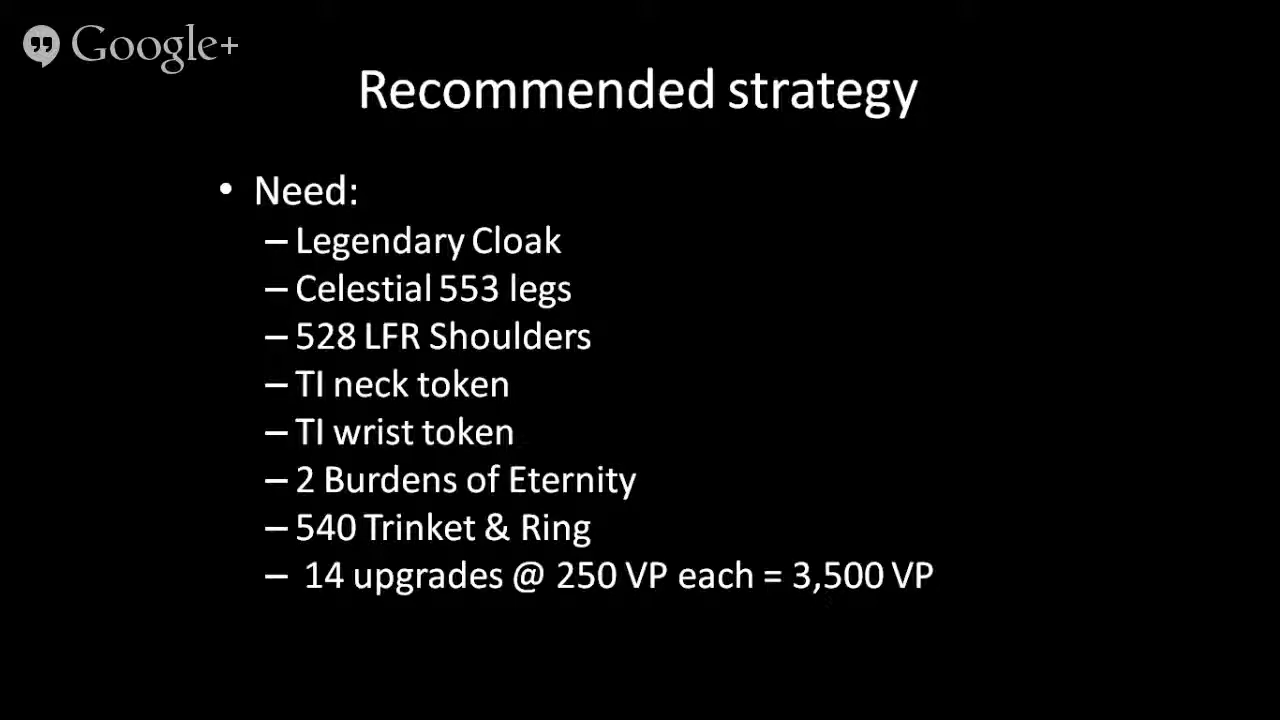 Google+
Recommended strategy
• Need:
– Legendary Cloak
– Celestial 553 legs
– 528 LFR Shoulders
– TI neck token
– TI wrist token
– 2 Burdens of Eternity
– 540 Trinket & Ring
– 14 upgrades @ 250 VP each = 3,500 VP